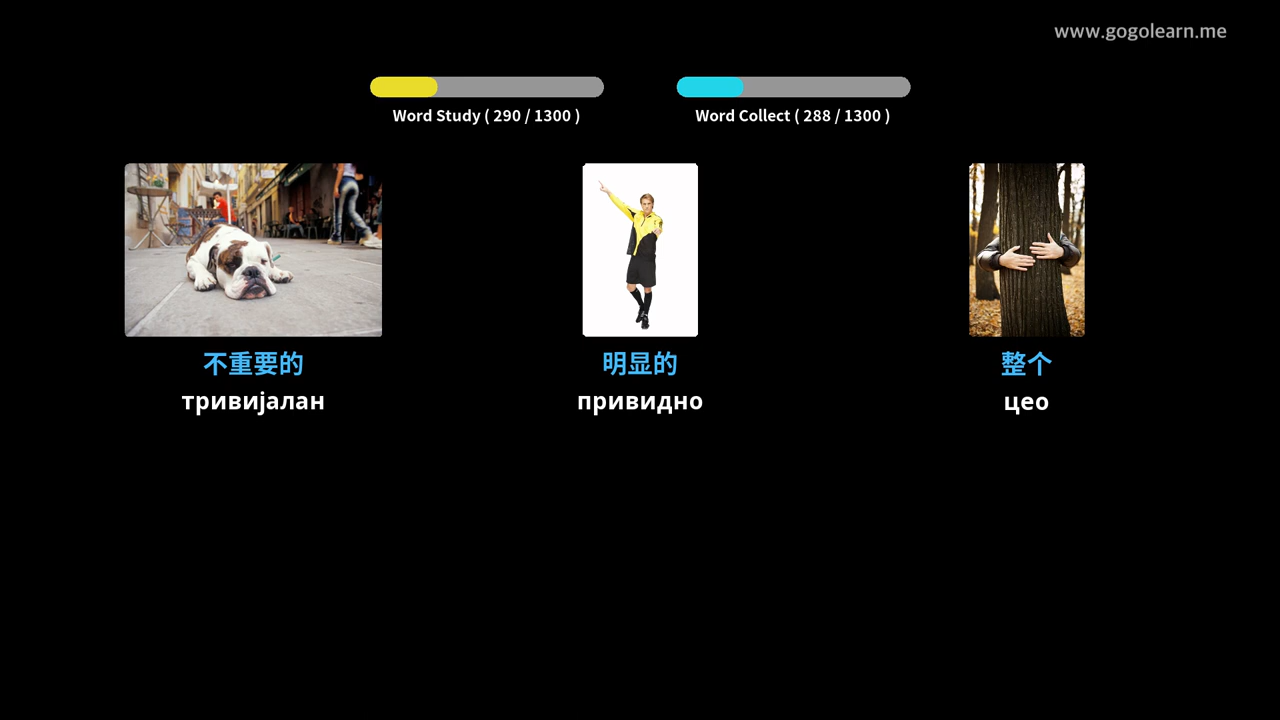 www.gogolearn.me
Word Study ( 290 / 1300 )
Word Collect ( 288 / 1300 )
不重要的
тривијалан
明显的
привидно
整个
цео